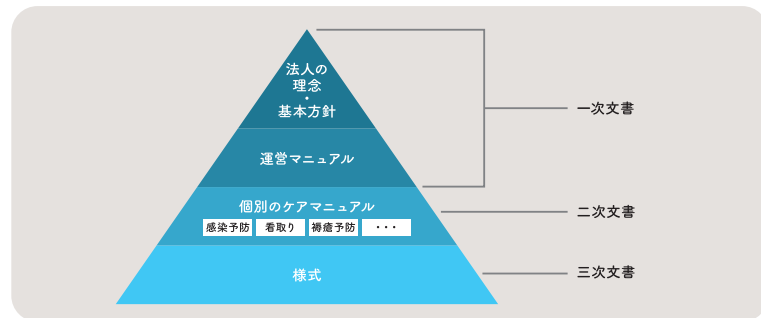 法人の
理念
・
基本方針
一次文書
運営マニュアル
個別のケアマニュアル
感染予防 看取り 褥瘡予防 ・・・
二次文書
様式
三次文書